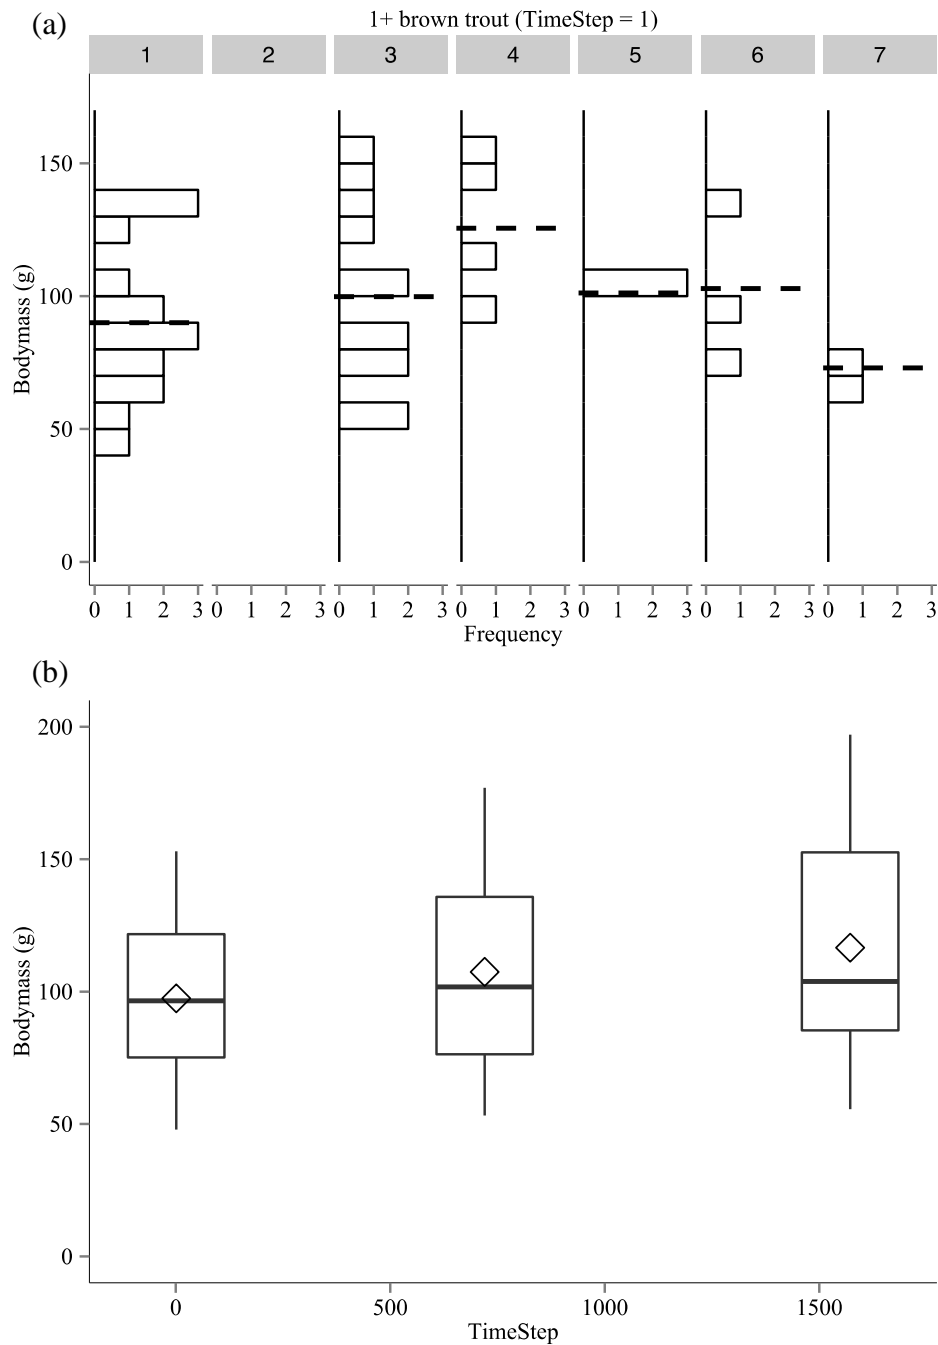 (a)
1+ brown trout (TimeStep = 1)
1 2 3 4 5 6 7
150
100
50
0
Bodymass (g)
0 1 2 3 0 1 2 3 0 1 2 3 0 1 2 3 0 1 2 3 0 1 2 3 0 1 2 3
Frequency
(b)
200
150
100
50
0
Bodymass (g)
0 500 1000 1500
TimeStep